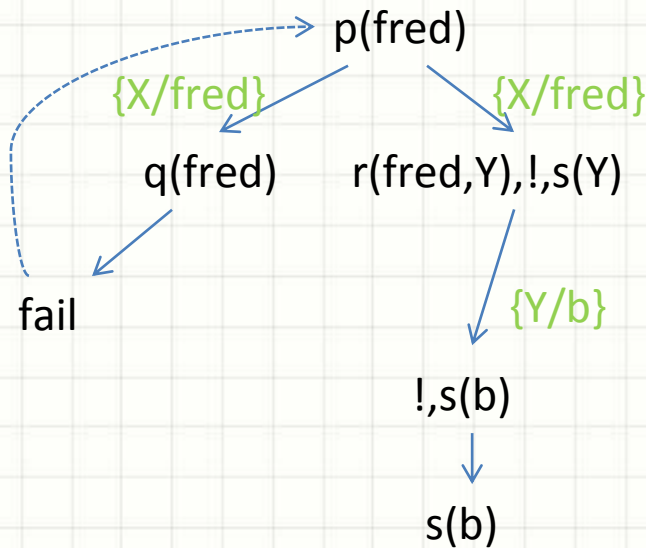 p(fred)
{X/fred} {X/fred}
q(fred) r(fred,Y),!,s(Y)
fail
{Y/b}
!,s(b)
s(b)